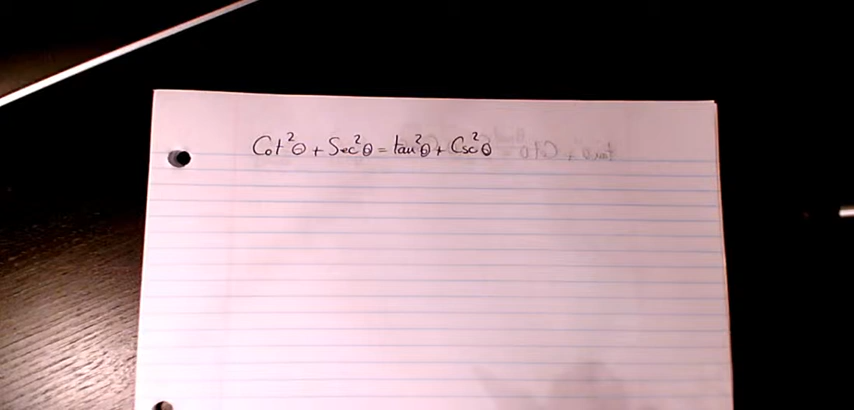 Cot²θ + Sec²θ = tan²θ + Csc²θ